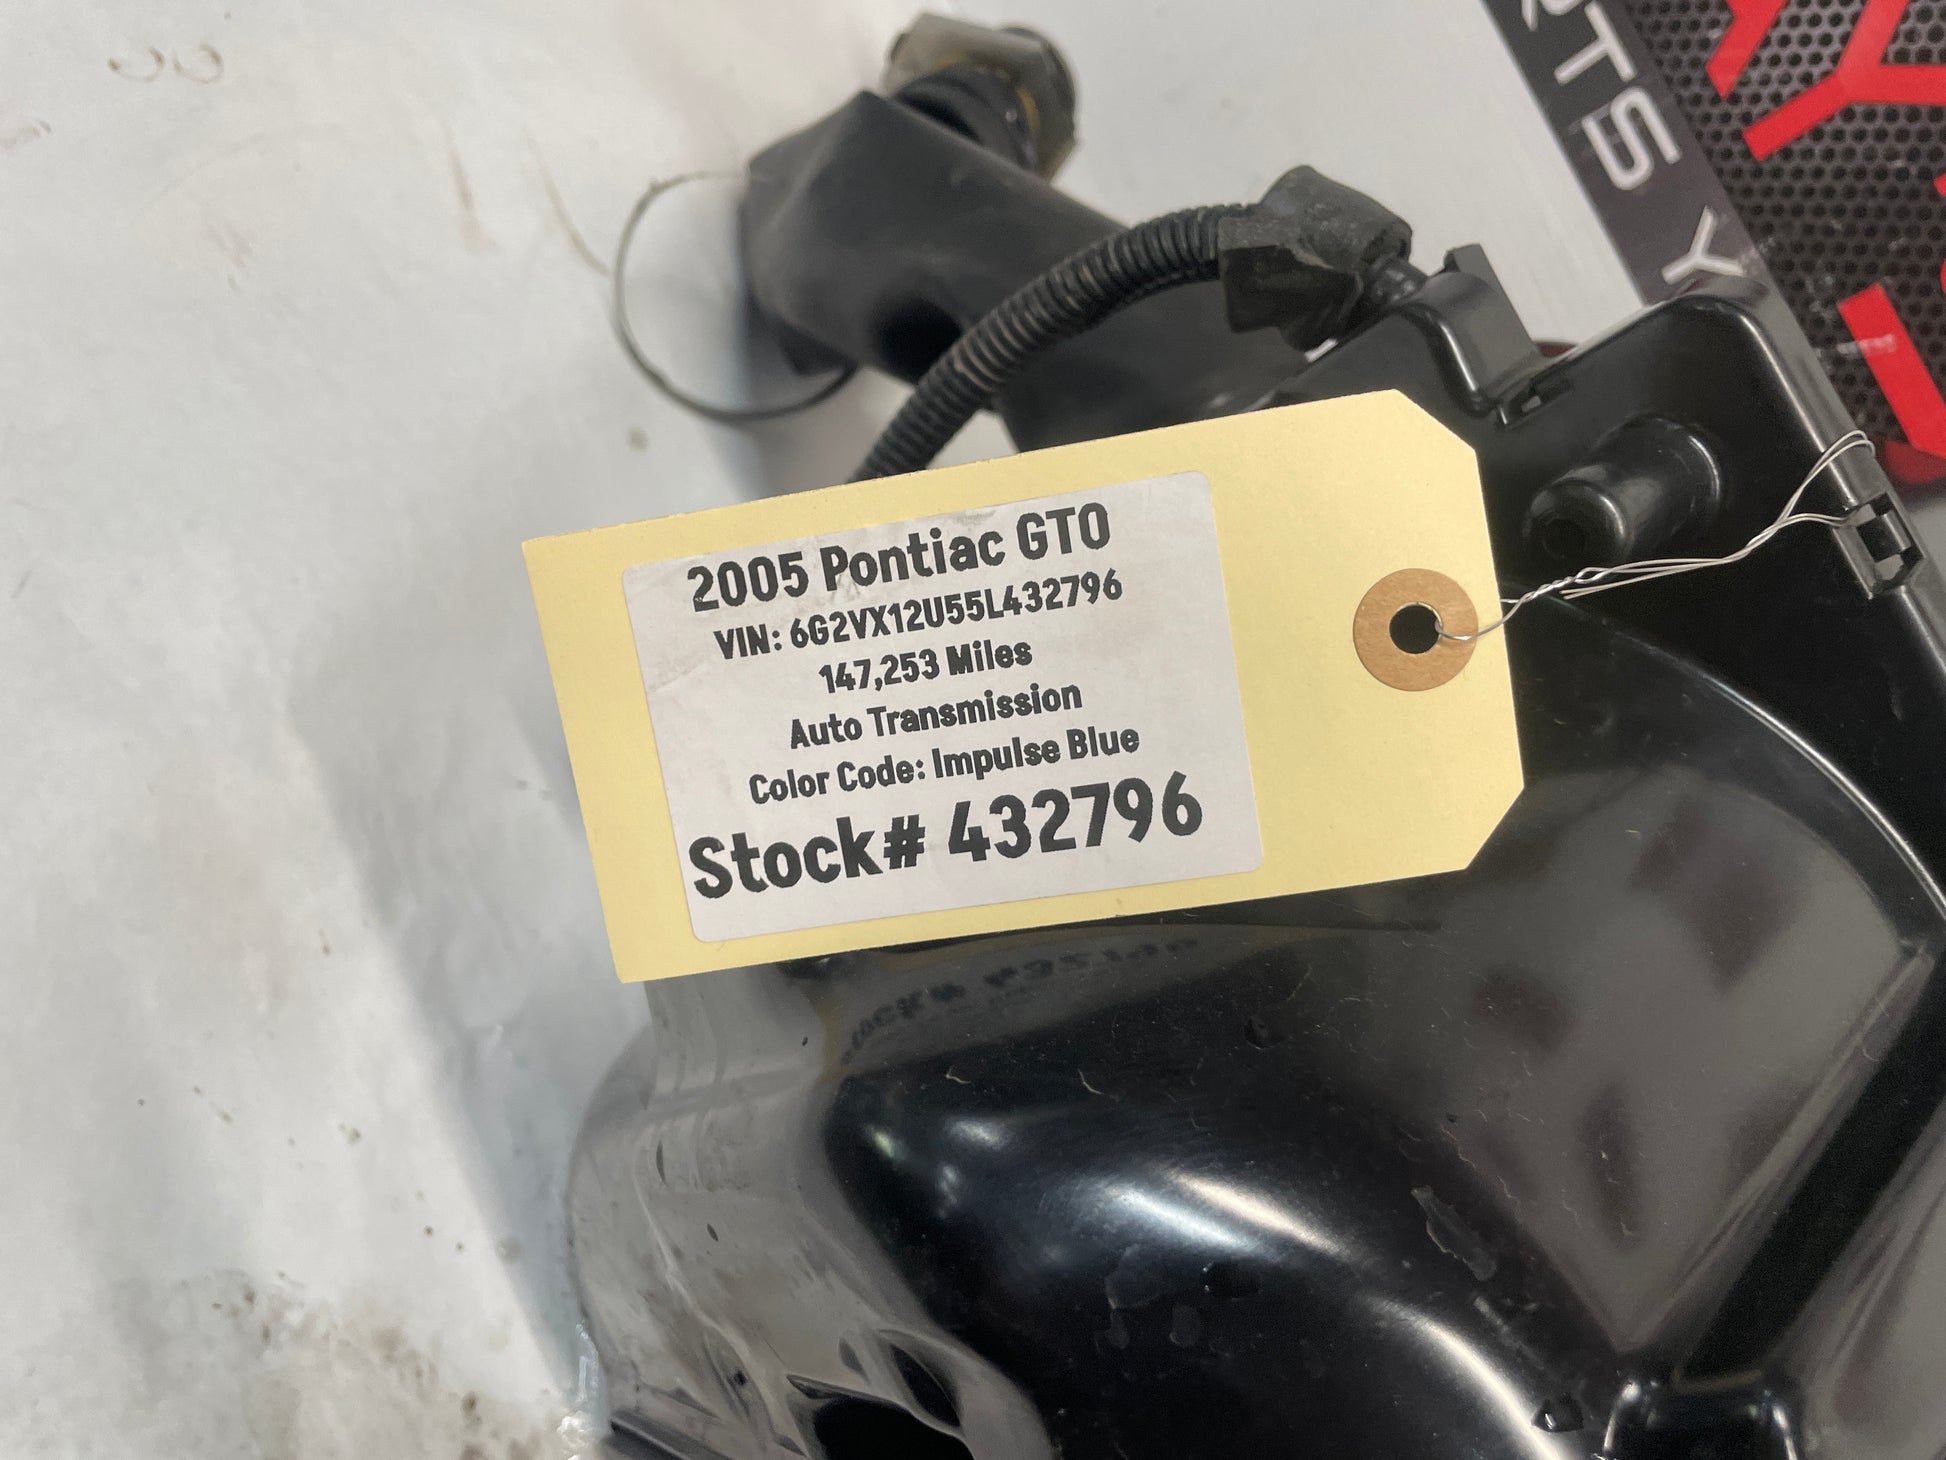 2005 Pontiac GTO
VIN: 6G2VX12U55L432796
147,253 Miles
Auto Transmission
Color Code: Impulse Blue
Stock# 432796